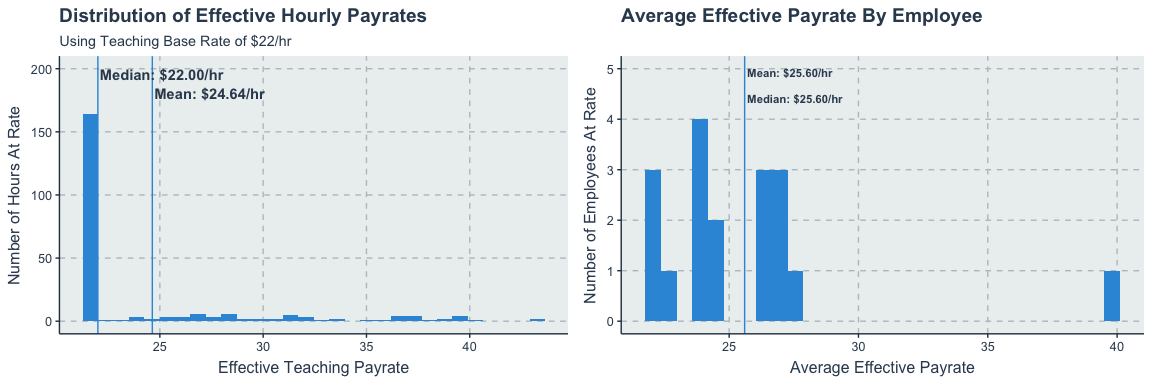 Distribution of Effective Hourly Payrates
Using Teaching Base Rate of $22/hr
Median: $22.00/hr
Mean: $24.64/hr
200
150
100
50
0
25
30
35
40
Number of Hours At Rate
Effective Teaching Payrate
Average Effective Payrate By Employee
Mean: $25.60/hr
Median: $25.60/hr
5
4
3
2
1
0
25
30
35
40
Number of Employees At Rate
Average Effective Payrate